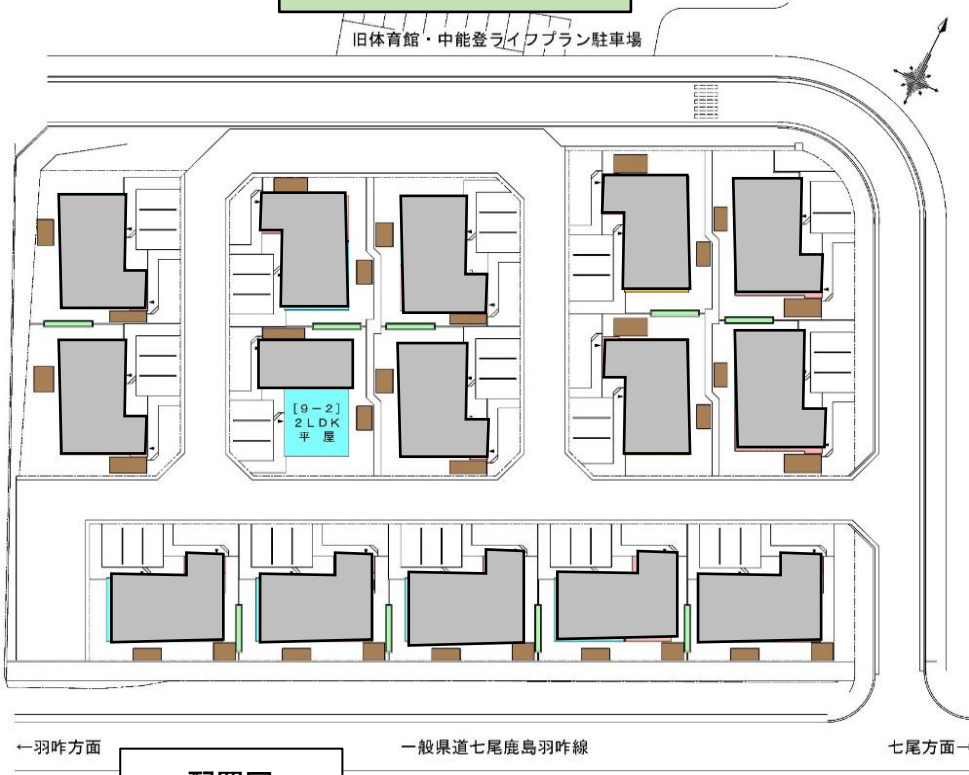 旧体育館・中能登ライフプラン駐車場
[9-2]
2LDK
平屋
←羽咋方面
一般県道七尾鹿島羽咋線
七尾方面→
配置図